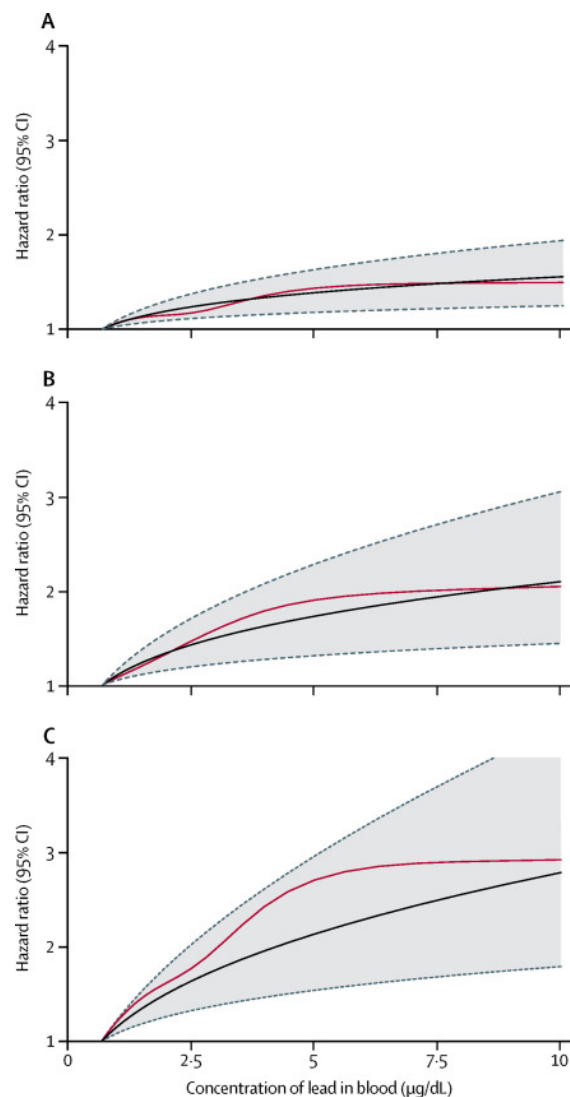 A
4
3
2
1
Hazard ratio (95% CI)
B
4
3
2
1
Hazard ratio (95% CI)
C
4
3
2
1
Hazard ratio (95% CI)
0
2·5
5
7·5
10
Concentration of lead in blood (μg/dL)